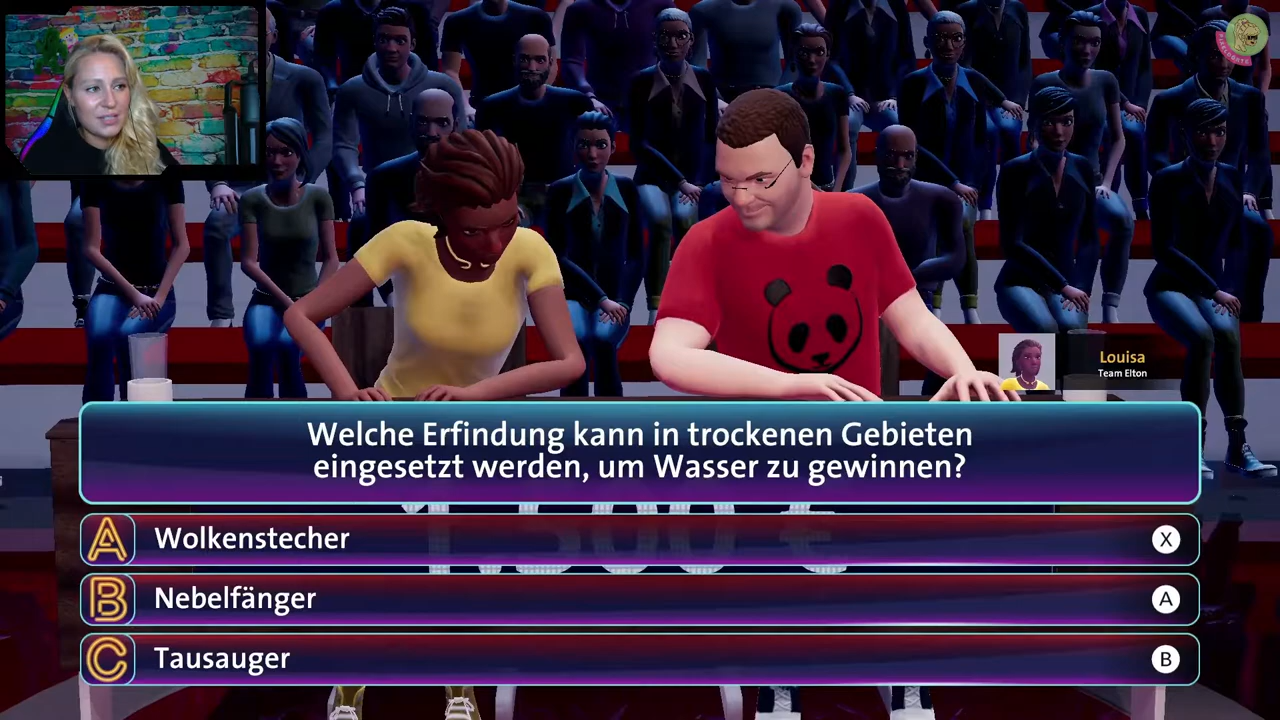 Louisa
Team Elton
Welche Erfindung kann in trockenen Gebieten
eingesetzt werden, um Wasser zu gewinnen?
A Wolkenstecher X
B Nebelfänger A
C Tausauger B